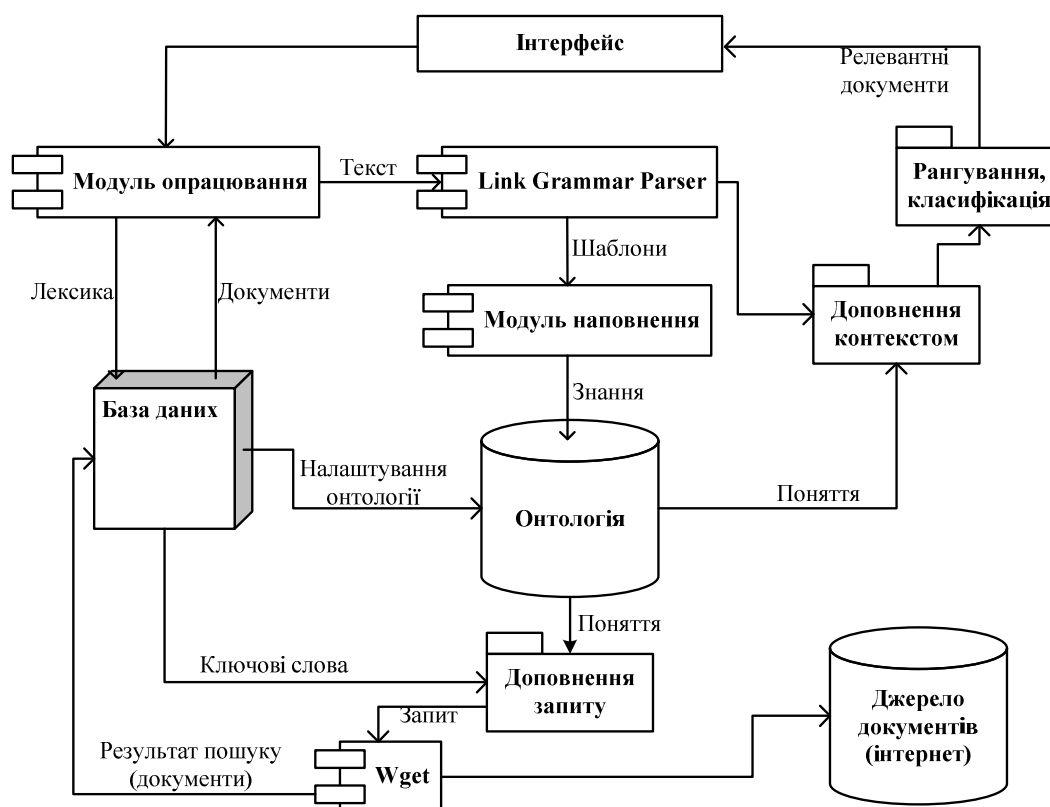 Інтерфейс
Релевантні
документи
Модуль опрацювання
Текст
Link Grammar Parser
Рангування,
класифікація
Шаблони
Лексика
Документи
Модуль наповнення
Доповнення
контекстом
База даних
Знання
Налаштування
онтології
Онтологія
Поняття
Поняття
Ключові слова
Доповнення
запиту
Джерело
документів
(інтернет)
Запит
Результат пошуку
(документи)
Wget